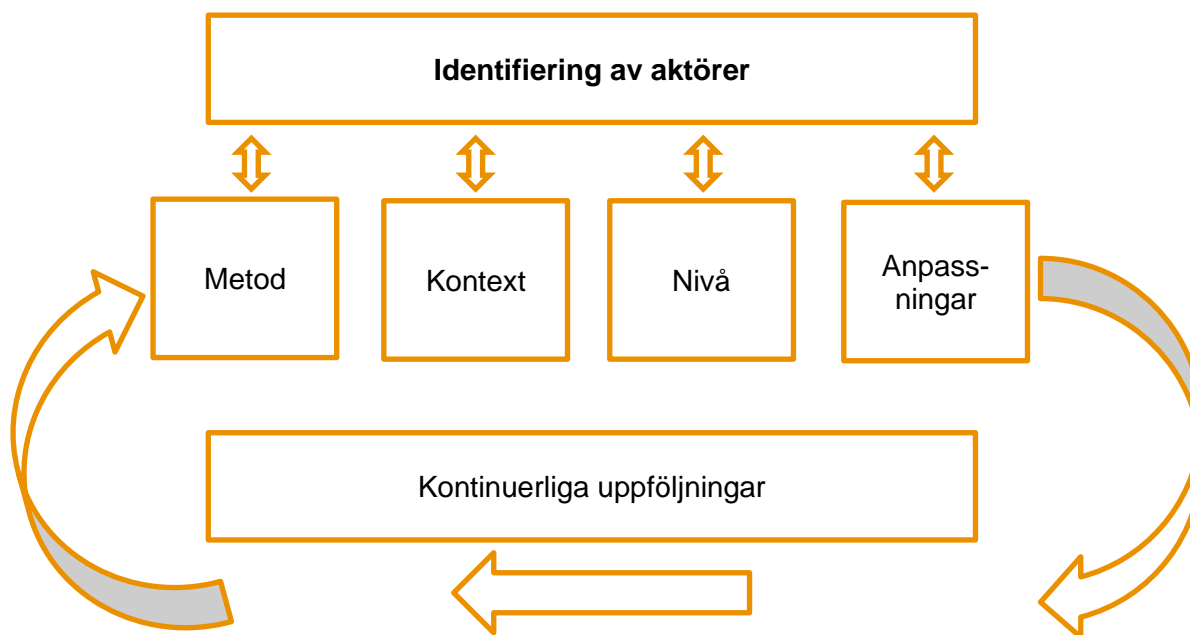 Identifiering av aktörer
Metod
Kontext
Nivå
Anpass-
ningar
Kontinuerliga uppföljningar